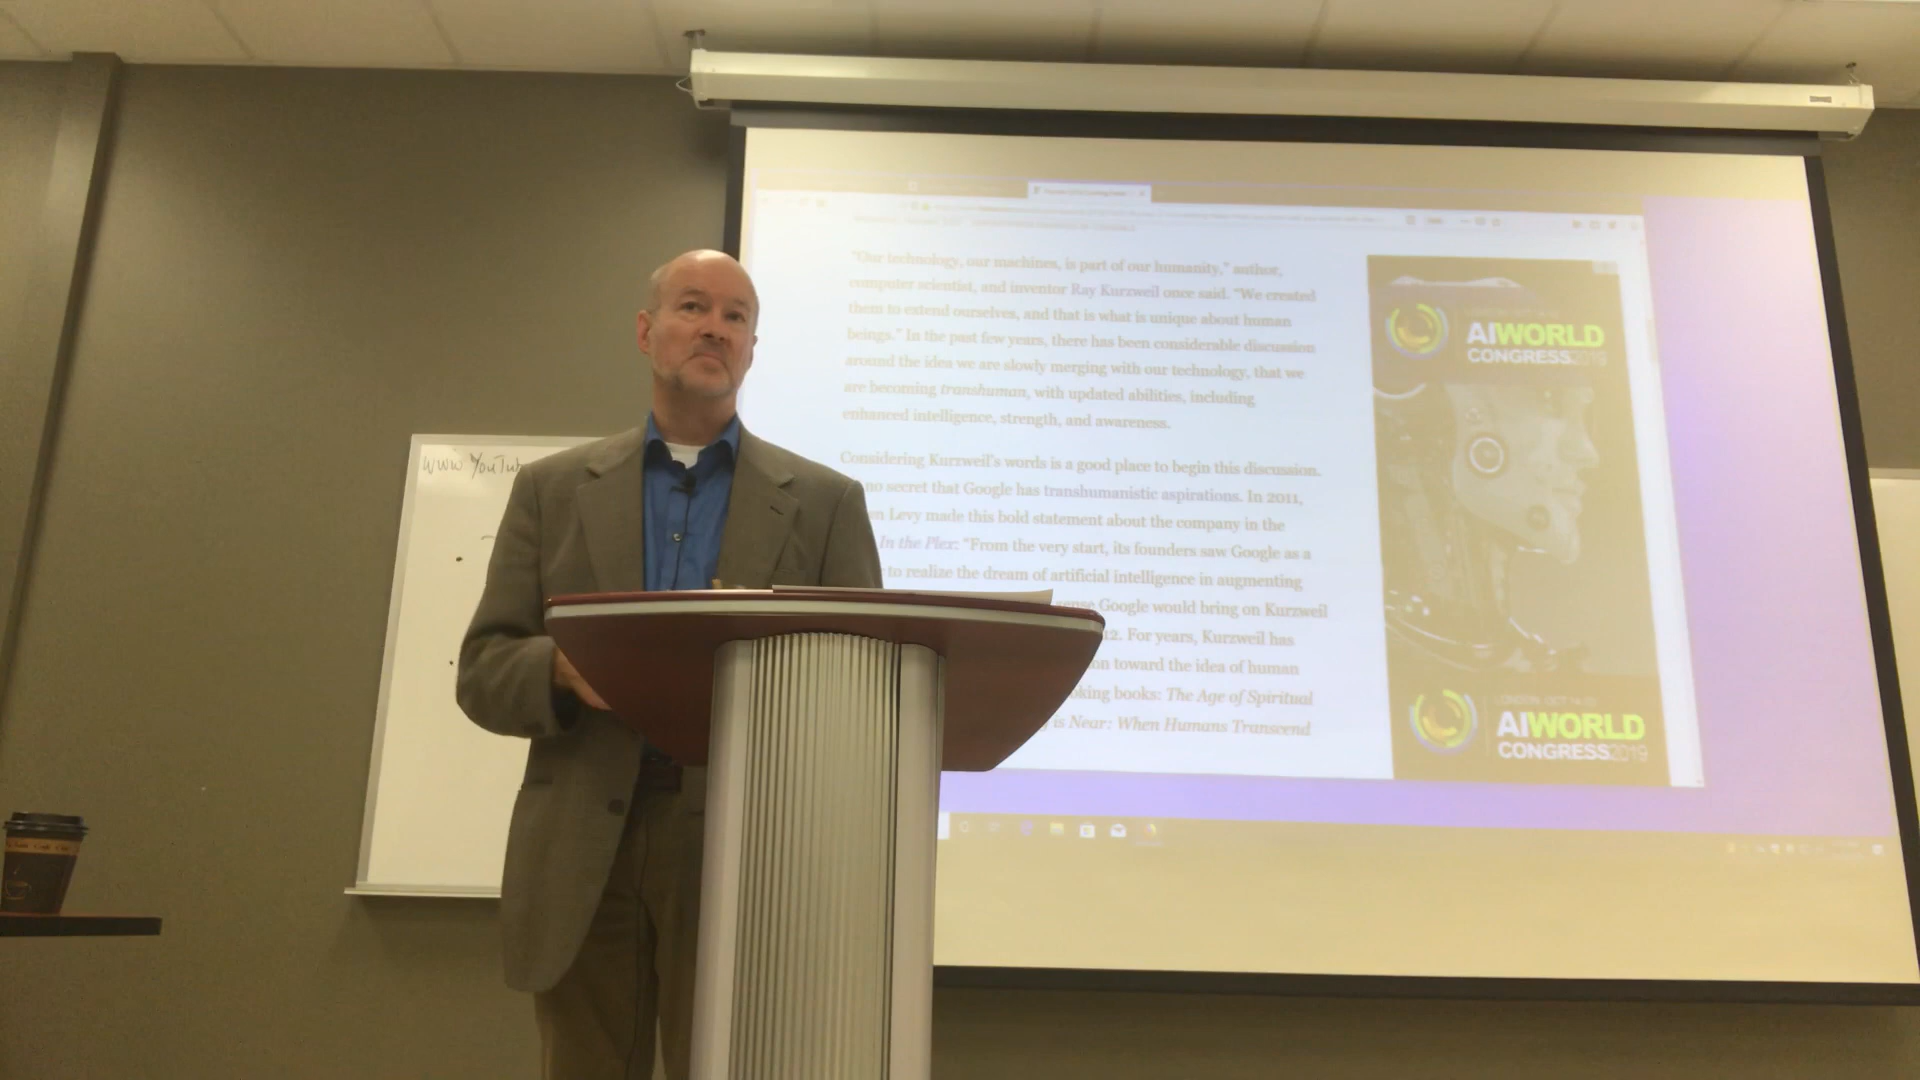 www YouTub
"Our technology, our machines, is part of our humanity," author,
computer scientist, and inventor Ray Kurzweil once said. "We created
them to extend ourselves, and that is what is unique about human
beings." In the past few years, there has been considerable discussion
around the idea we are slowly merging with our technology, that we
are becoming transhuman, with updated abilities, including
enhanced intelligence, strength, and awareness.
Considering Kurzweil's words is a good place to begin this discussion.
no secret that Google has transhumanistic aspirations. In 2011,
Levy made this bold statement about the company in the
In the Plex: "From the very start, its founders saw Google as a
to realize the dream of artificial intelligence in augmenting
sense Google would bring on Kurzweil
12. For years, Kurzweil has
on toward the idea of human
oking books: The Age of Spiritual
is Near: When Humans Transcend
AIWORLD
CONGRESS2019
AIWORLD
CONGRESS2019